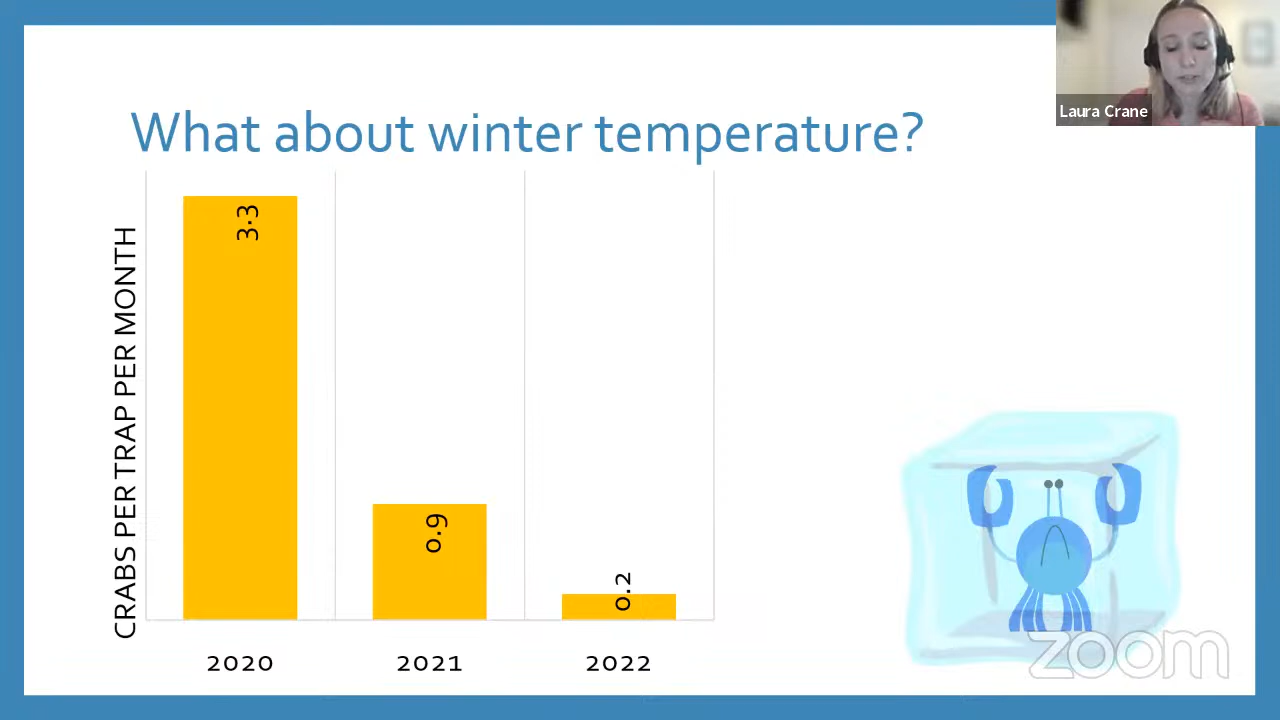 Laura Crane
What about winter temperature?
CRABS PER TRAP PER MONTH
3.3
0.9
0.2
2020
2021
2022
zoom